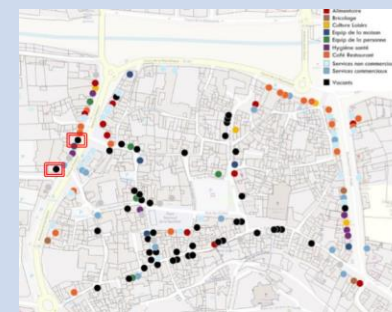 Alimentaire
Bricolage
Culture Loisirs
Equip de la maison
Equip de la personne
Hygiène santé
Café Restaurant
Services non commerciaux
Services commerciaux
Vacants